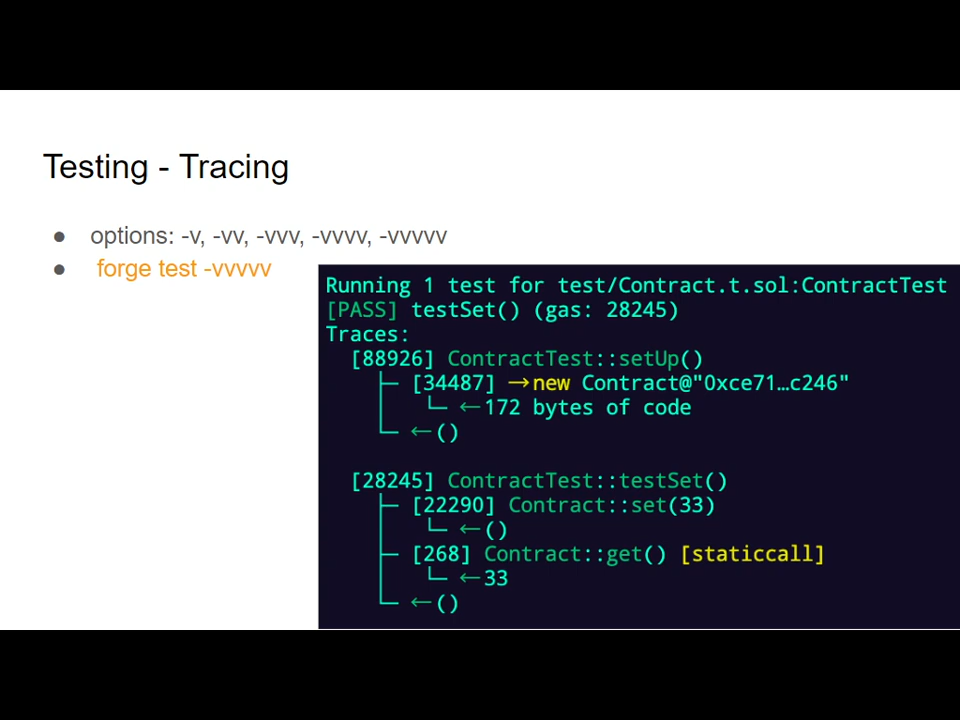 Testing - Tracing
● options: -v, -vv, -vvv, -vvvv, -vvvvv
● forge test -vvvvv
Running 1 test for test/Contract.t.sol:ContractTest
[PASS] testSet() (gas: 28245)
Traces:
  [88926] ContractTest::setUp()
    ├─ [34487] →new Contract@"0xce71…c246"
    │   └─ ←172 bytes of code
    └─ ←()
  [28245] ContractTest::testSet()
    ├─ [22290] Contract::set(33)
    │   └─ ←()
    ├─ [268] Contract::get() [staticcall]
    │   └─ ←33
    └─ ←()